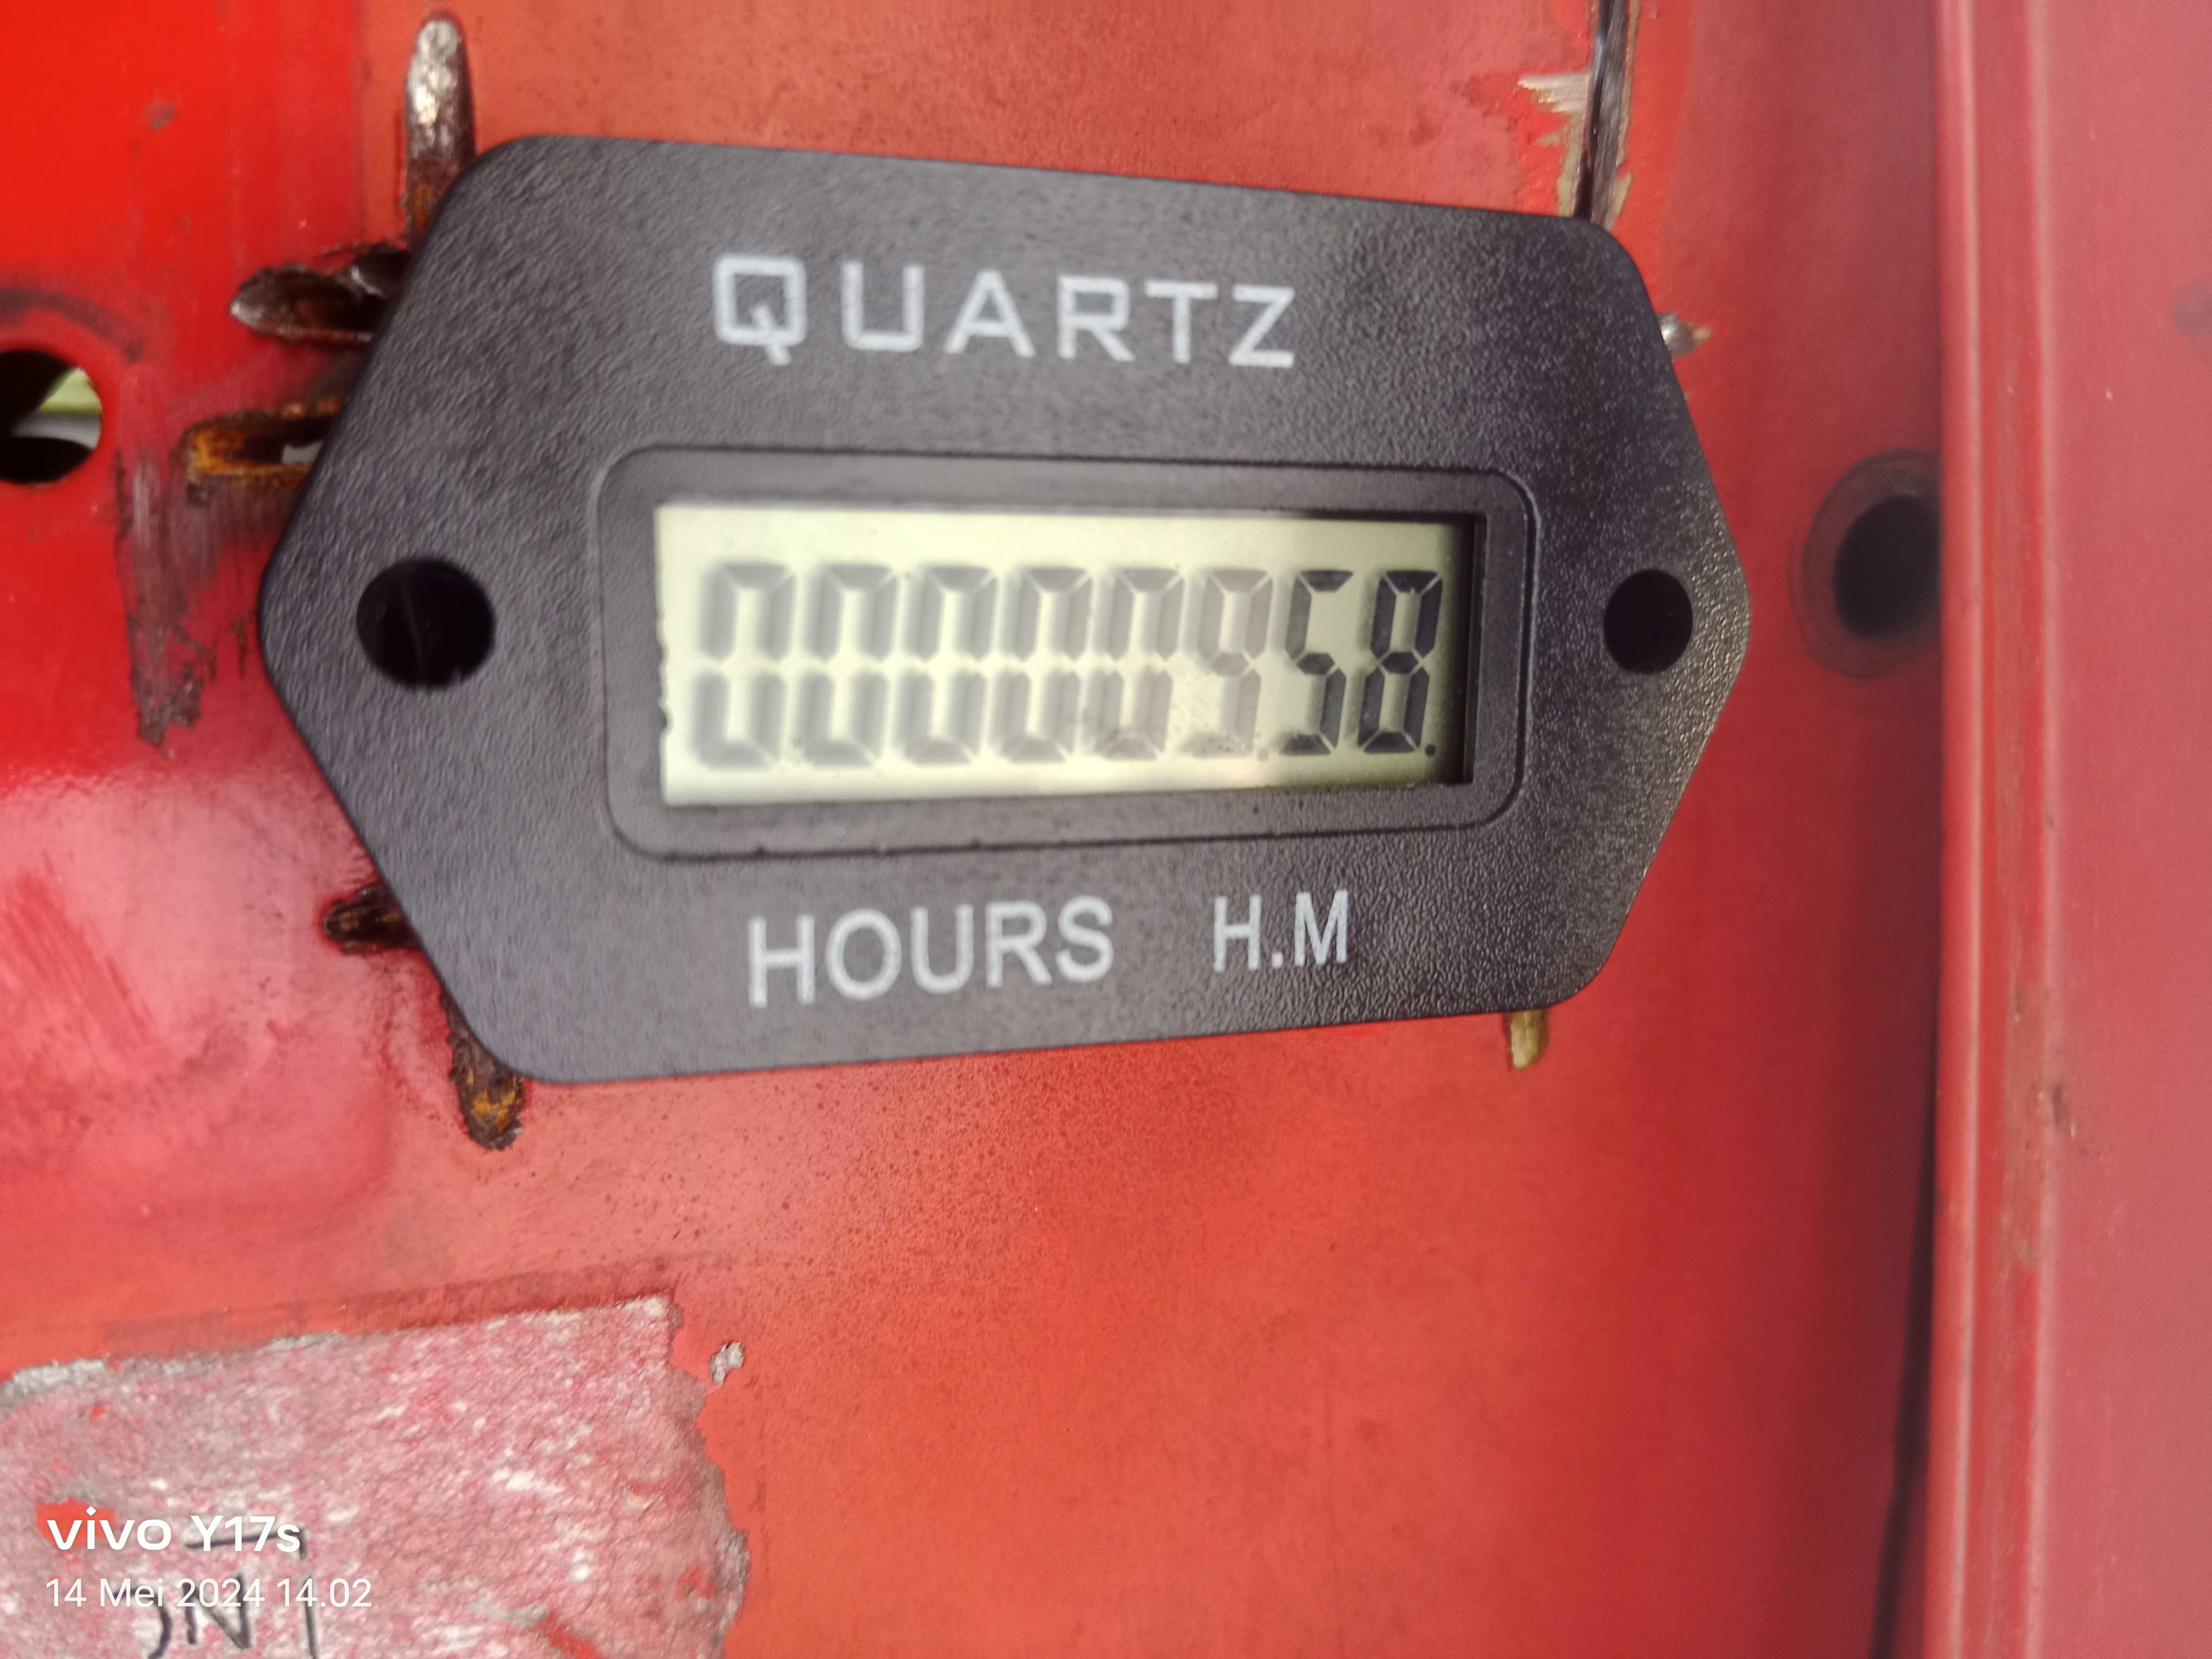 QUARTZ
000009.58.
HOURS H.M
vivo Y17s
14 Mei 2024 14.02